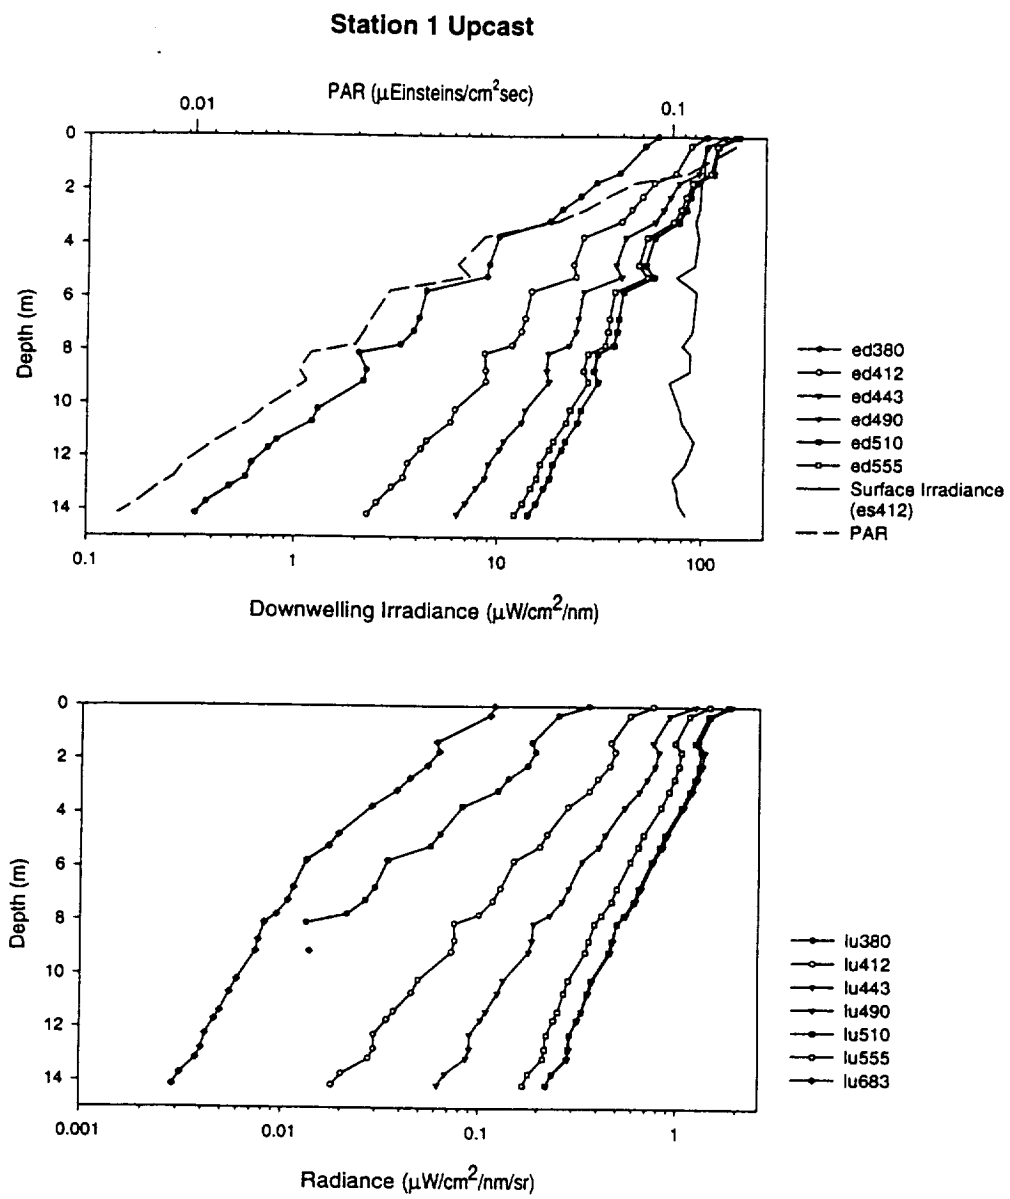 Station 1 Upcast
PAR (μEinsteins/cm²sec)
0.01 0.1
0
2
4
6
8
10
12
14
Depth (m)
0.1 1 10 100
Downwelling Irradiance (μW/cm²/nm)
ed380
ed412
ed443
ed490
ed510
ed555
Surface Irradiance
(es412)
PAR
0
2
4
6
8
10
12
14
Depth (m)
0.001 0.01 0.1 1
Radiance (μW/cm²/nm/sr)
lu380
lu412
lu443
lu490
lu510
lu555
lu683